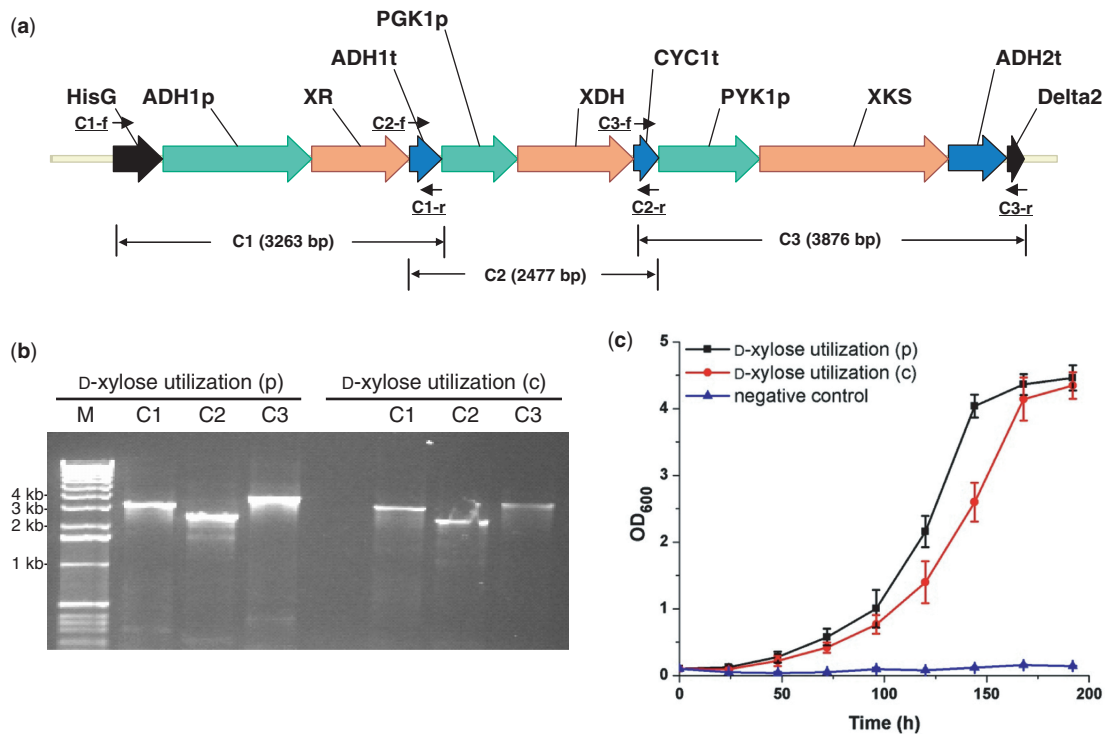 (a)
PGK1p
ADH1t CYC1t ADH2t
HisG ADH1p XR XDH PYK1p XKS Delta2
C1-f C2-f C3-f
C1-r C2-r C3-r
C1 (3263 bp) C3 (3876 bp)
C2 (2477 bp)
(b)
D-xylose utilization (p) D-xylose utilization (c)
M C1 C2 C3 C1 C2 C3
4 kb-
3 kb-
2 kb-
1 kb-
(c)
D-xylose utilization (p)
D-xylose utilization (c)
negative control
OD600
5
4
3
2
1
0
0 50 100 150 200
Time (h)